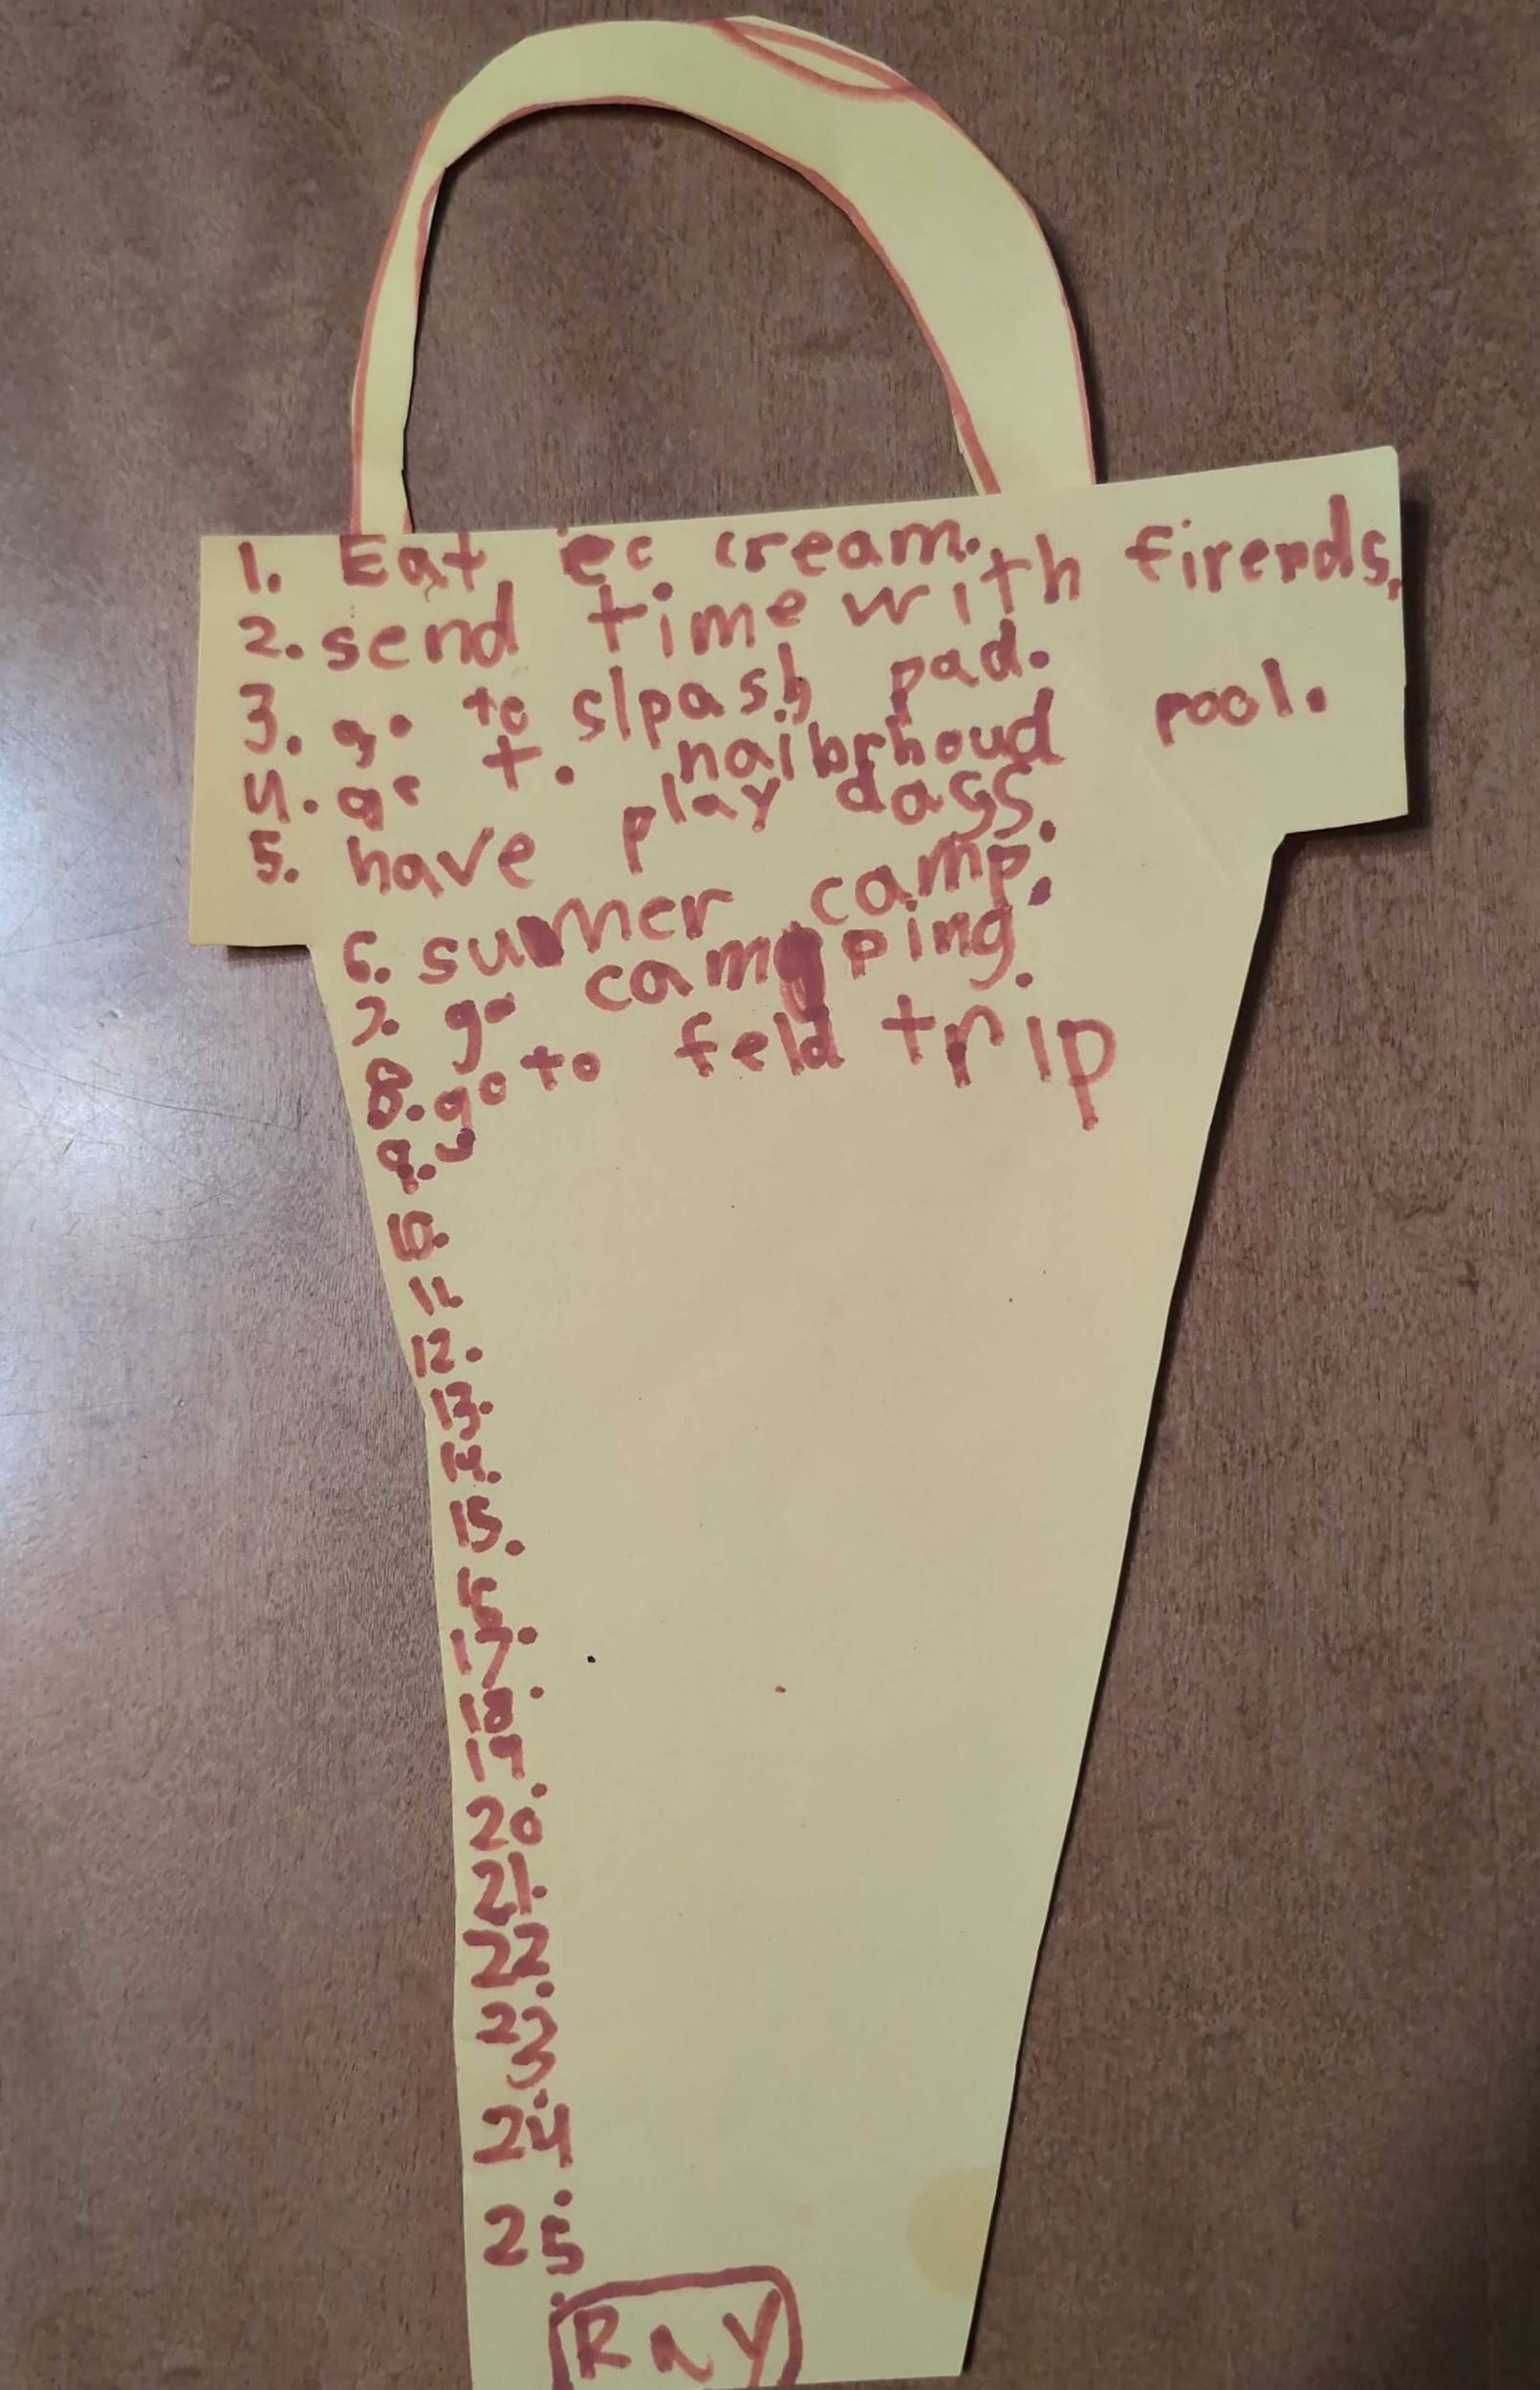 1. Eat ec cream.
2. send time with firends.
3. go to slpash pad.
4. go to naibrhoud pool.
5. have play dass.
6. summer camp.
7. go campping.
8. go to feld trip
9.
10.
11.
12.
13.
14.
15.
16
17.
18.
19
20.
21.
22
23.
24.
25.
RaY